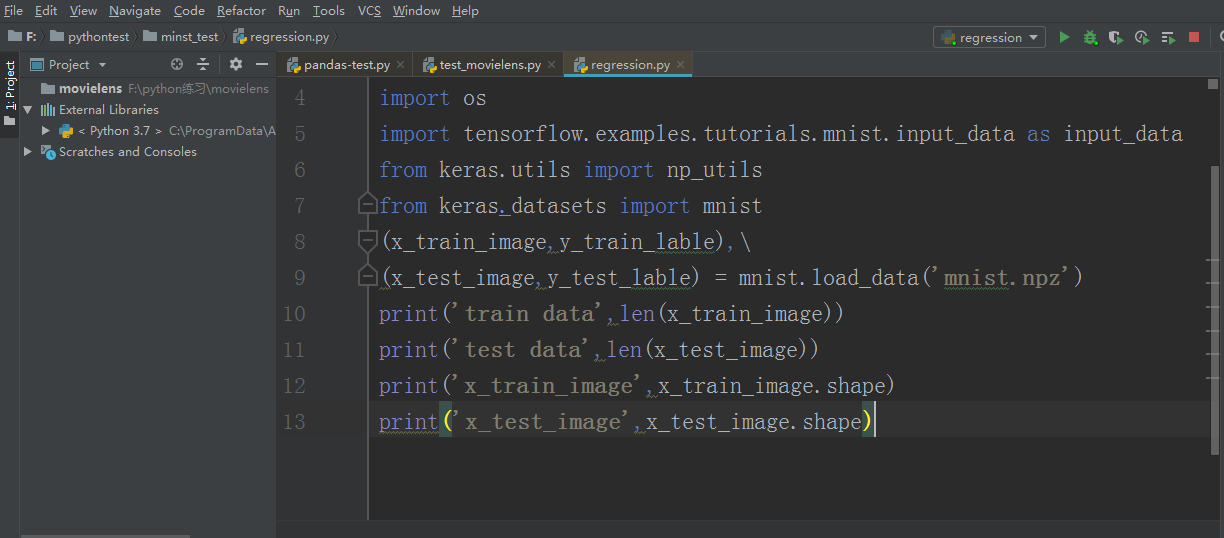 File Edit View Navigate Code Refactor Run Tools VCS Window Help
F: pythontest minst_test regression.py regression
1: Project
Project
pandas-test.py test_movielens.py regression.py
movielens F:\python练习\movielens
External Libraries
< Python 3.7 > C:\ProgramData\A
Scratches and Consoles
4 import os
5 import tensorflow.examples.tutorials.mnist.input_data as input_data
6 from keras.utils import np_utils
7 from keras.datasets import mnist
8 (x_train_image,y_train_lable),\
9 (x_test_image,y_test_lable) = mnist.load_data('mnist.npz')
10 print('train data',len(x_train_image))
11 print('test data',len(x_test_image))
12 print('x_train_image',x_train_image.shape)
13 print('x_test_image',x_test_image.shape)